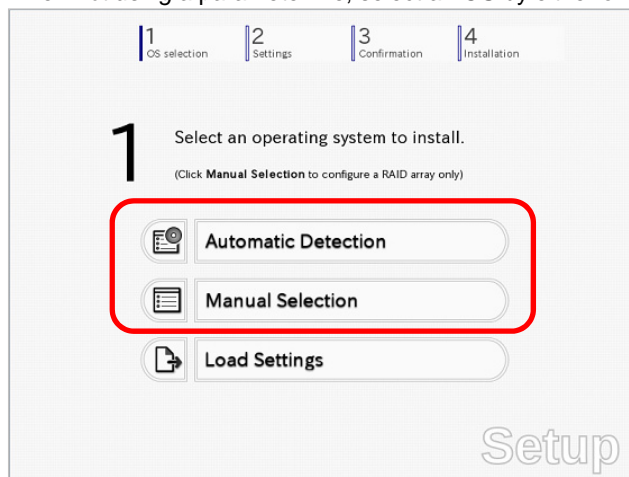 1 2 3 4
OS selection Settings Confirmation Installation
1 Select an operating system to install.
(Click Manual Selection to configure a RAID array only)
Automatic Detection
Manual Selection
Load Settings
Setup